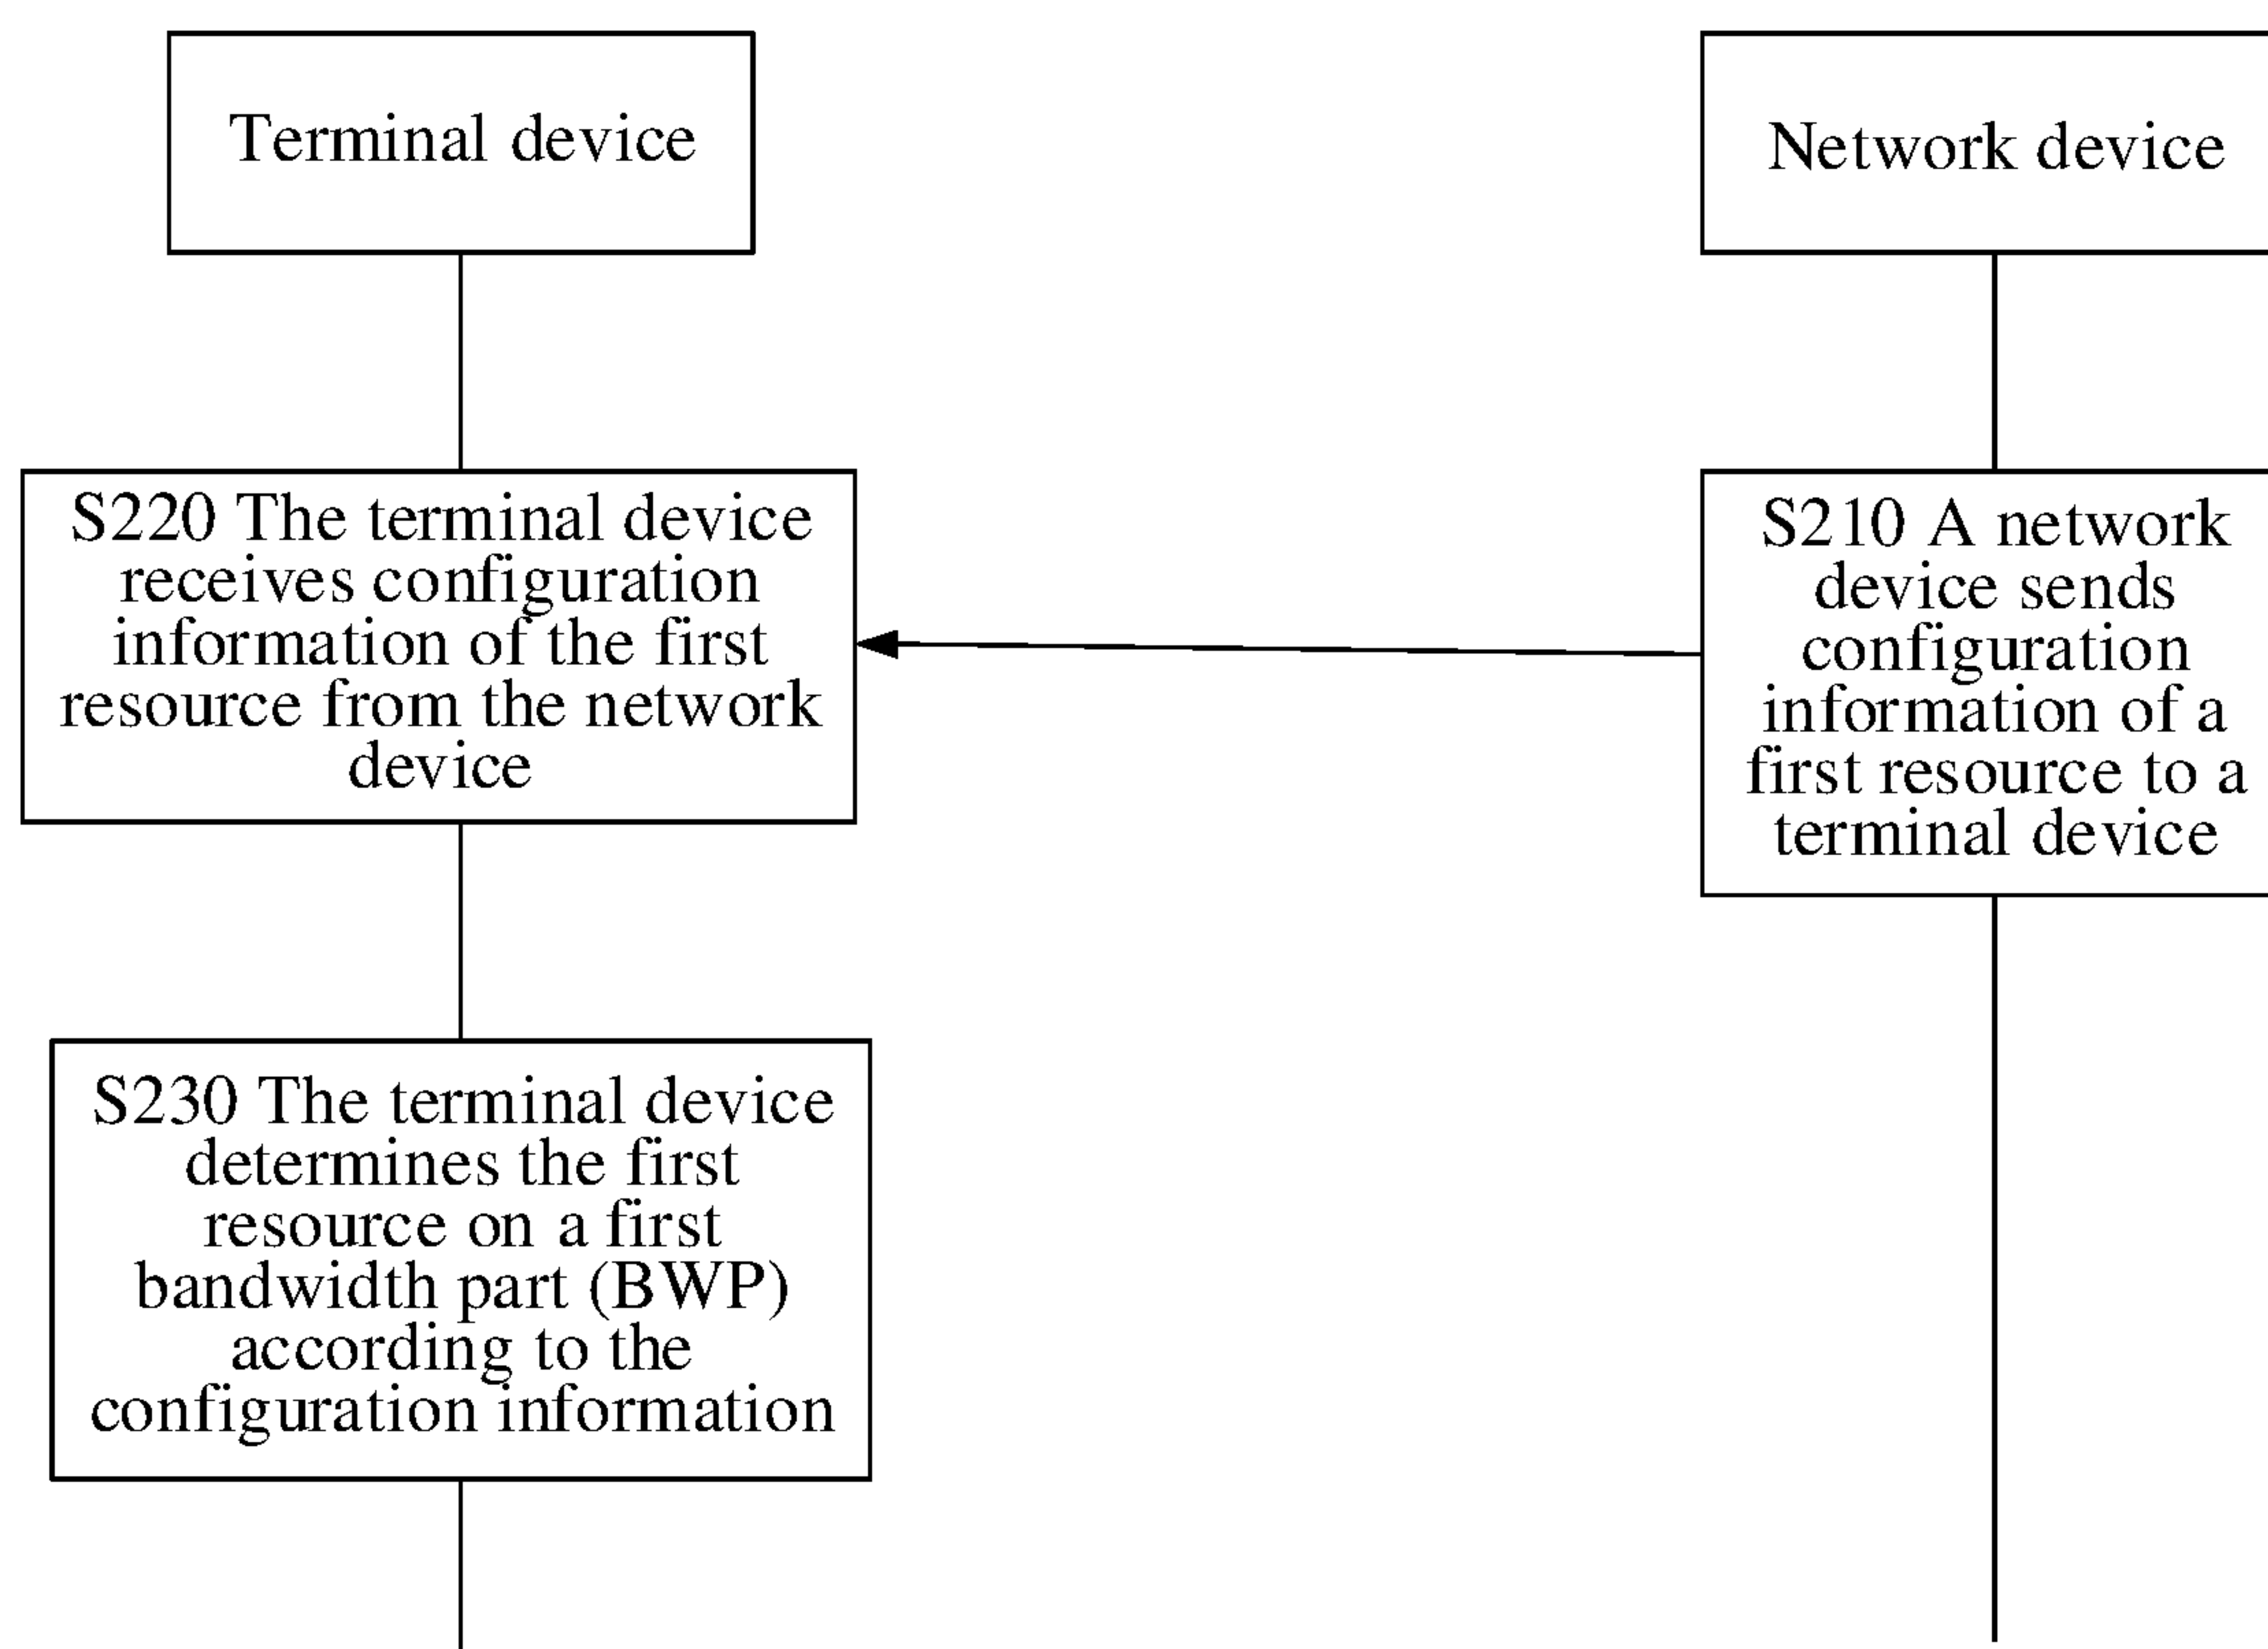 Terminal device
Network device
S220 The terminal device
receives configuration
information of the first
resource from the network
device
S210 A network
device sends
configuration
information of a
first resource to a
terminal device
S230 The terminal device
determines the first
resource on a first
bandwidth part (BWP)
according to the
configuration information